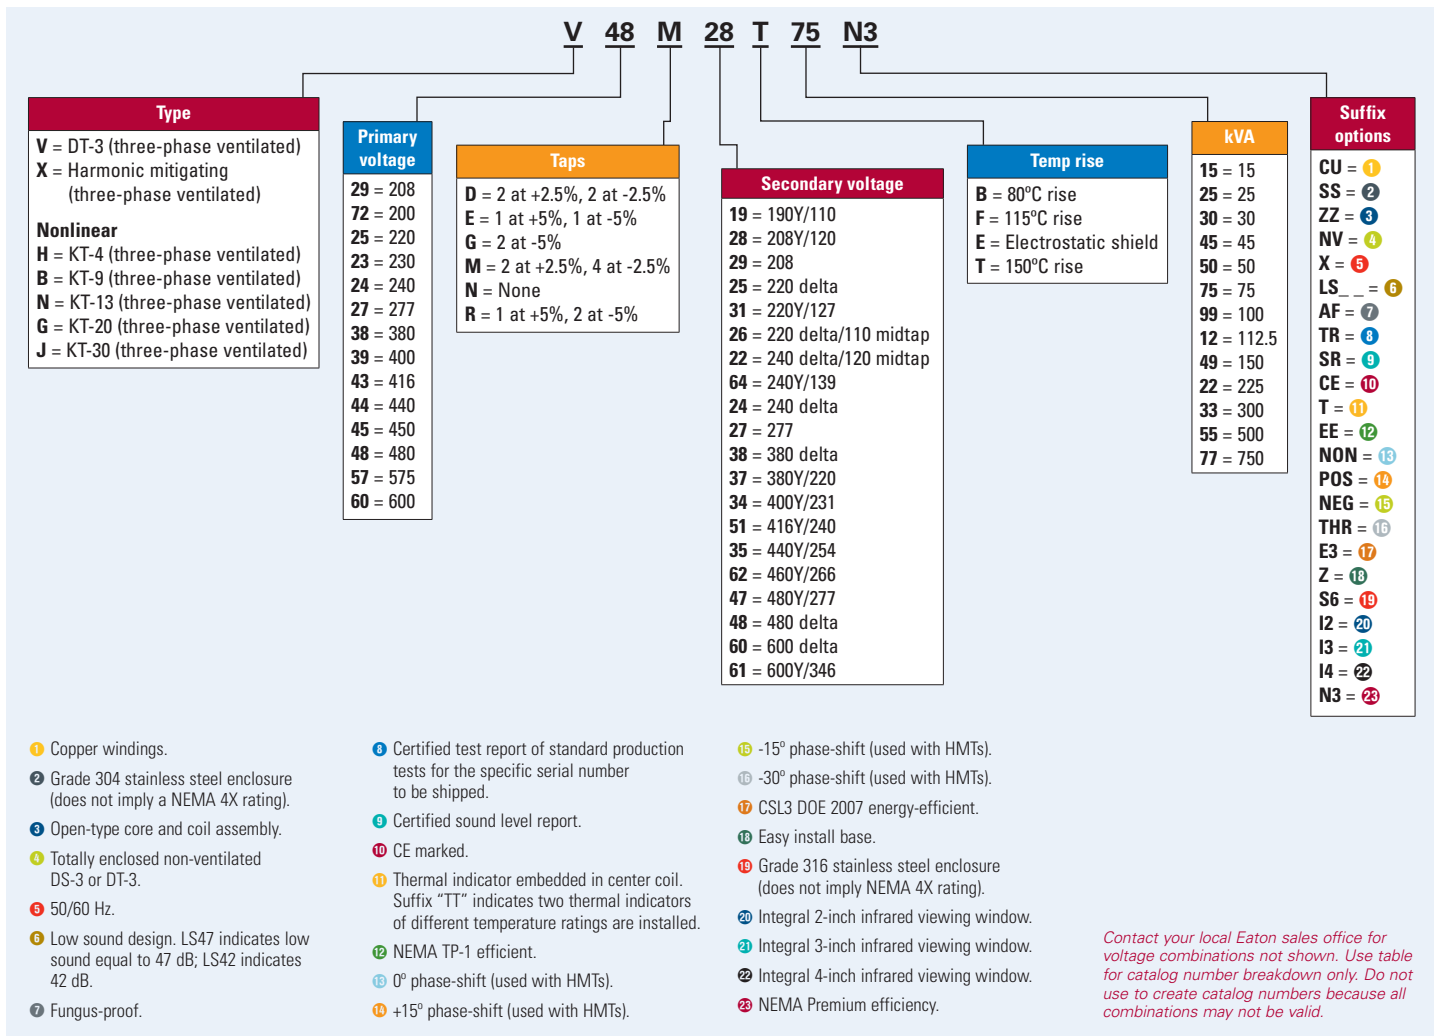 V 48 M 28 T 75 N3
Type
V = DT-3 (three-phase ventilated)
X = Harmonic mitigating
(three-phase ventilated)
Nonlinear
H = KT-4 (three-phase ventilated)
B = KT-9 (three-phase ventilated)
N = KT-13 (three-phase ventilated)
G = KT-20 (three-phase ventilated)
J = KT-30 (three-phase ventilated)
Primary
voltage
29 = 208
72 = 200
25 = 220
23 = 230
24 = 240
27 = 277
38 = 380
39 = 400
43 = 416
44 = 440
45 = 450
48 = 480
57 = 575
60 = 600
Taps
D = 2 at +2.5%, 2 at -2.5%
E = 1 at +5%, 1 at -5%
G = 2 at -5%
M = 2 at +2.5%, 4 at -2.5%
N = None
R = 1 at +5%, 2 at -5%
Secondary voltage
19 = 190Y/110
28 = 208Y/120
29 = 208
25 = 220 delta
31 = 220Y/127
26 = 220 delta/110 midtap
22 = 240 delta/120 midtap
64 = 240Y/139
24 = 240 delta
27 = 277
38 = 380 delta
37 = 380Y/220
34 = 400Y/231
51 = 416Y/240
35 = 440Y/254
62 = 460Y/266
47 = 480Y/277
48 = 480 delta
60 = 600 delta
61 = 600Y/346
Temp rise
B = 80ºC rise
F = 115ºC rise
E = Electrostatic shield
T = 150ºC rise
kVA
15 = 15
25 = 25
30 = 30
45 = 45
50 = 50
75 = 75
99 = 100
12 = 112.5
49 = 150
22 = 225
33 = 300
55 = 500
77 = 750
Suffix
options
CU = 1
SS = 2
ZZ = 3
NV = 4
X = 5
LS_ _ = 6
AF = 7
TR = 8
SR = 9
CE = 10
T = 11
EE = 12
NON = 13
POS = 14
NEG = 15
THR = 16
E3 = 17
Z = 18
S6 = 19
I2 = 20
I3 = 21
I4 = 22
N3 = 23
1 Copper windings.
2 Grade 304 stainless steel enclosure
(does not imply a NEMA 4X rating).
3 Open-type core and coil assembly.
4 Totally enclosed non-ventilated
DS-3 or DT-3.
5 50/60 Hz.
6 Low sound design. LS47 indicates low
sound equal to 47 dB; LS42 indicates
42 dB.
7 Fungus-proof.
8 Certified test report of standard production
tests for the specific serial number
to be shipped.
9 Certified sound level report.
10 CE marked.
11 Thermal indicator embedded in center coil.
Suffix “TT” indicates two thermal indicators
of different temperature ratings are installed.
12 NEMA TP-1 efficient.
13 0º phase-shift (used with HMTs).
14 +15º phase-shift (used with HMTs).
15 -15º phase-shift (used with HMTs).
16 -30º phase-shift (used with HMTs).
17 CSL3 DOE 2007 energy-efficient.
18 Easy install base.
19 Grade 316 stainless steel enclosure
(does not imply NEMA 4X rating).
20 Integral 2-inch infrared viewing window.
21 Integral 3-inch infrared viewing window.
22 Integral 4-inch infrared viewing window.
23 NEMA Premium efficiency.
Contact your local Eaton sales office for
voltage combinations not shown. Use table
for catalog number breakdown only. Do not
use to create catalog numbers because all
combinations may not be valid.